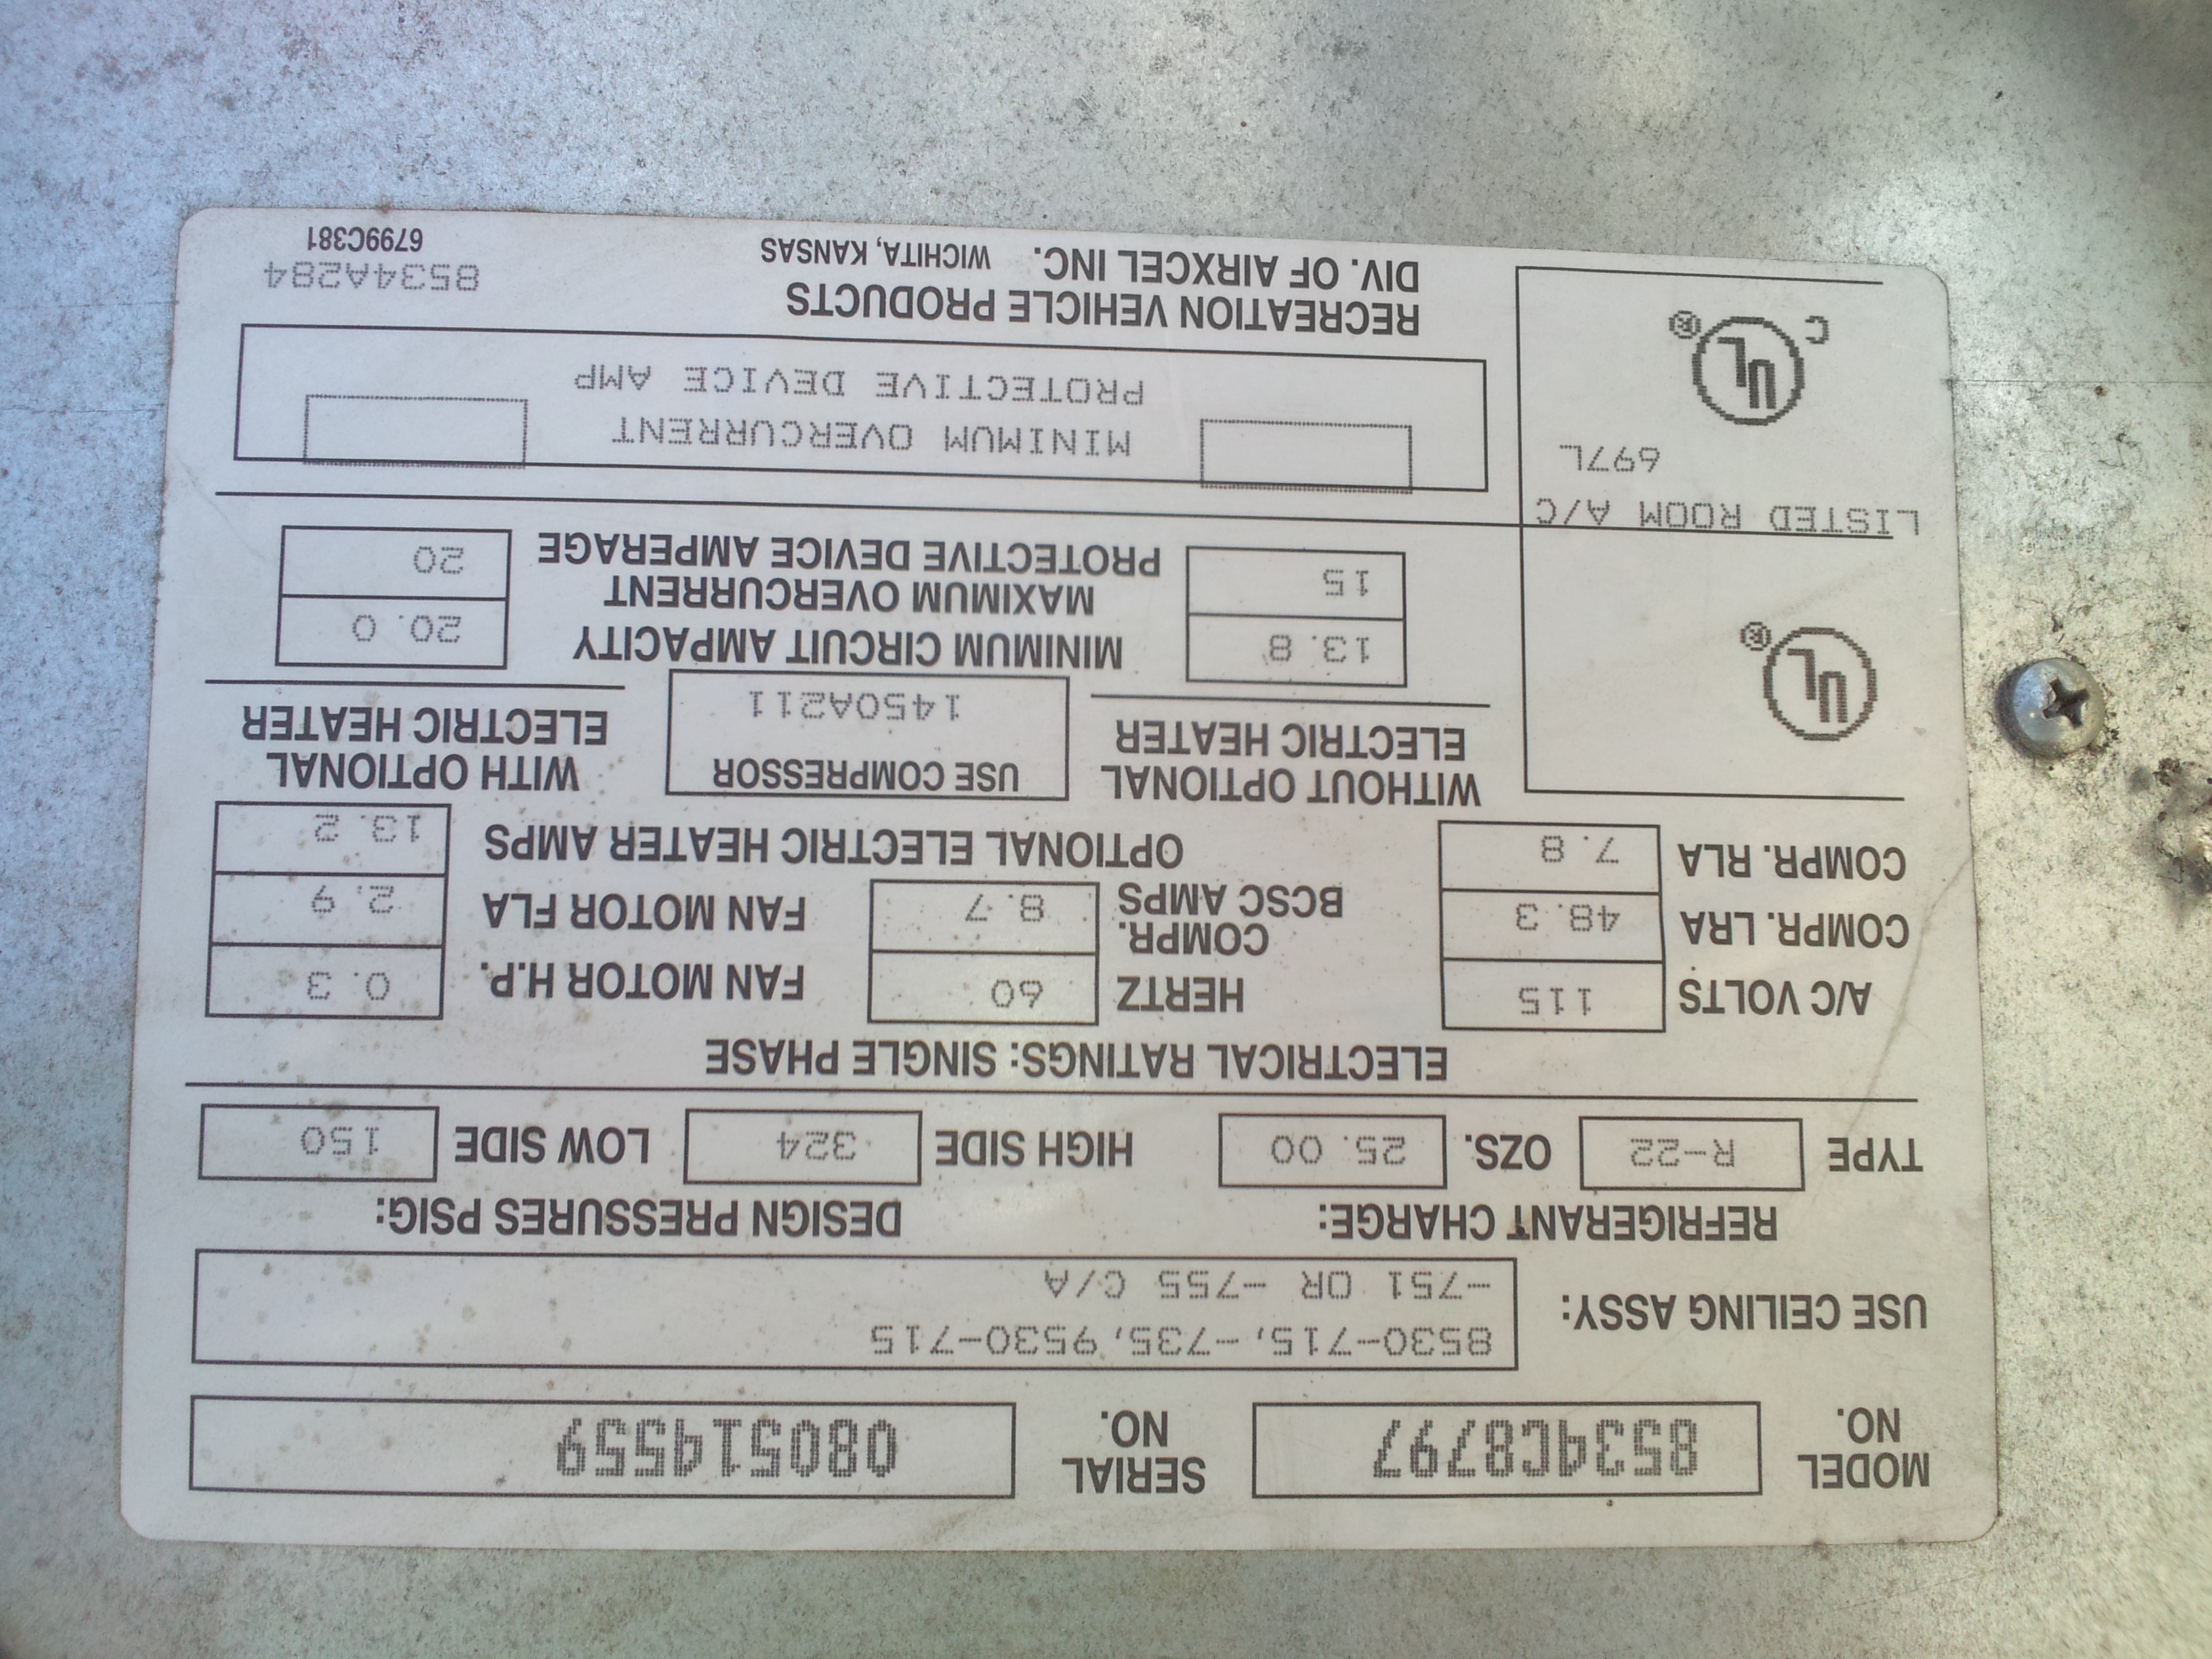 MODEL NO. 8534C8797 SERIAL NO. 080514559
USE CEILING ASSY: 8530-715,-735,9530-715
-751 OR -755 C/A
REFRIGERANT CHARGE: DESIGN PRESSURES PSIG:
TYPE R-22 OZS. 25.00 HIGH SIDE 324 LOW SIDE 150
ELECTRICAL RATINGS: SINGLE PHASE
A/C VOLTS 115 HERTZ 60 FAN MOTOR H.P. 0.3
COMPR. LRA 48.3 COMPR. BCSC AMPS 8.7 FAN MOTOR FLA 2.9
COMPR. RLA 7.8 OPTIONAL ELECTRIC HEATER AMPS 13.2
WITHOUT OPTIONAL ELECTRIC HEATER
USE COMPRESSOR
1450A211
WITH OPTIONAL ELECTRIC HEATER
13.8 MINIMUM CIRCUIT AMPACITY 20.0
15 MAXIMUM OVERCURRENT PROTECTIVE DEVICE AMPERAGE 20
UL ®
LISTED ROOM A/C
697L
C UL ®
MINIMUM OVERCURRENT
PROTECTIVE DEVICE AMP
RECREATION VEHICLE PRODUCTS
DIV. OF AIRXCEL INC. WICHITA, KANSAS
8534A284
6799C381